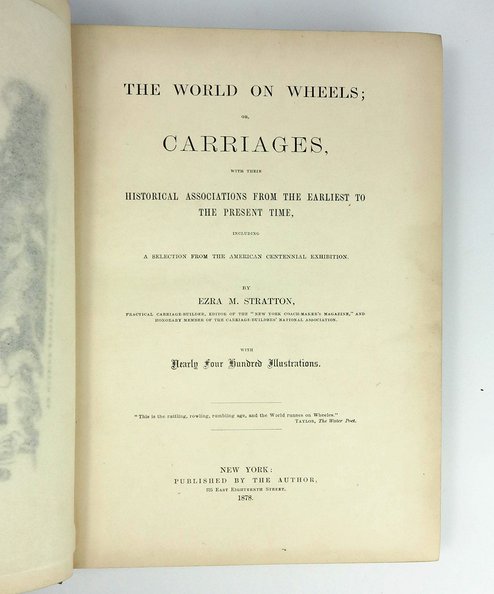 THE WORLD ON WHEELS;
OR,
CARRIAGES,
WITH THEIR
HISTORICAL ASSOCIATIONS FROM THE EARLIEST TO
THE PRESENT TIME,
INCLUDING
A SELECTION FROM THE AMERICAN CENTENNIAL EXHIBITION.
BY
EZRA M. STRATTON,
PRACTICAL CARRIAGE-BUILDER, EDITOR OF THE "NEW YORK COACH-MAKER'S MAGAZINE," AND
HONORARY MEMBER OF THE CARRIAGE-BUILDERS' NATIONAL ASSOCIATION.
WITH
Nearly Four Hundred Illustrations.
"This is the rattling, rowling, rumbling age, and the World runnes on Wheeles."
TAYLOR, The Water Poet.
NEW YORK:
PUBLISHED BY THE AUTHOR,
325 EAST EIGHTEENTH STREET.
1878.